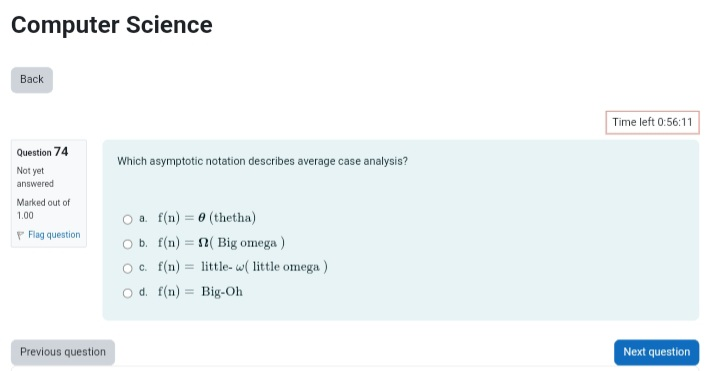 Computer Science
Back
Time left 0:56:11
Question 74
Not yet
answered
Marked out of
1.00
Flag question
Which asymptotic notation describes average case analysis?
a. f(n) = θ (thetha)
b. f(n) = Ω( Big omega )
c. f(n) = little- ω( little omega )
d. f(n) = Big-Oh
Previous question
Next question